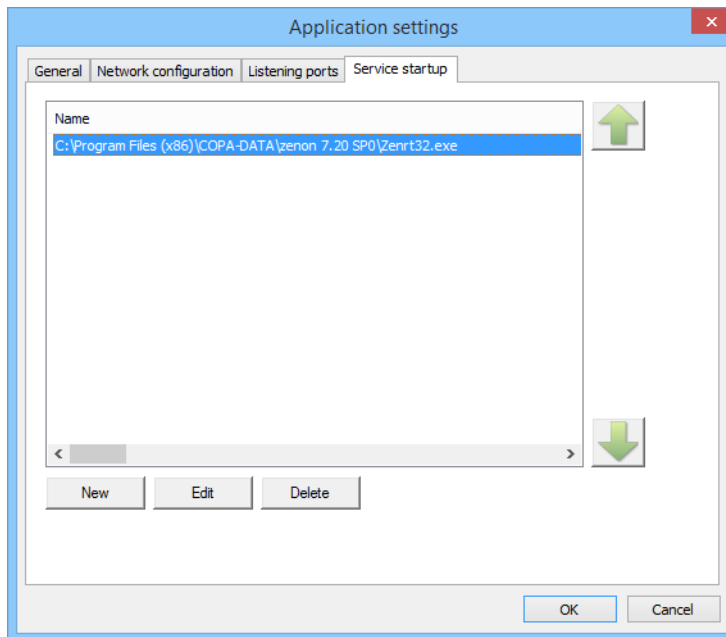 Application settings
General Network configuration Listening ports Service startup
Name
C:\Program Files (x86)\COPA-DATA\zenon 7.20 SP0\Zenrt32.exe
New Edit Delete
OK Cancel